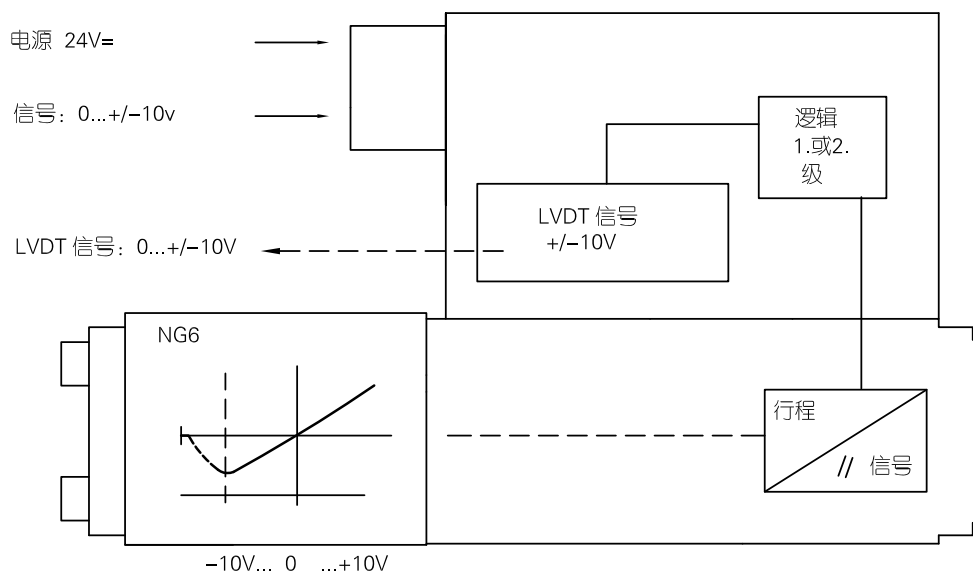 电源 24V=
信号: 0...+/-10v
逻辑
1.或2.
级
LVDT 信号
+/-10V
LVDT 信号: 0...+/-10V
NG6
行程
// 信号
-10V... 0 ...+10V